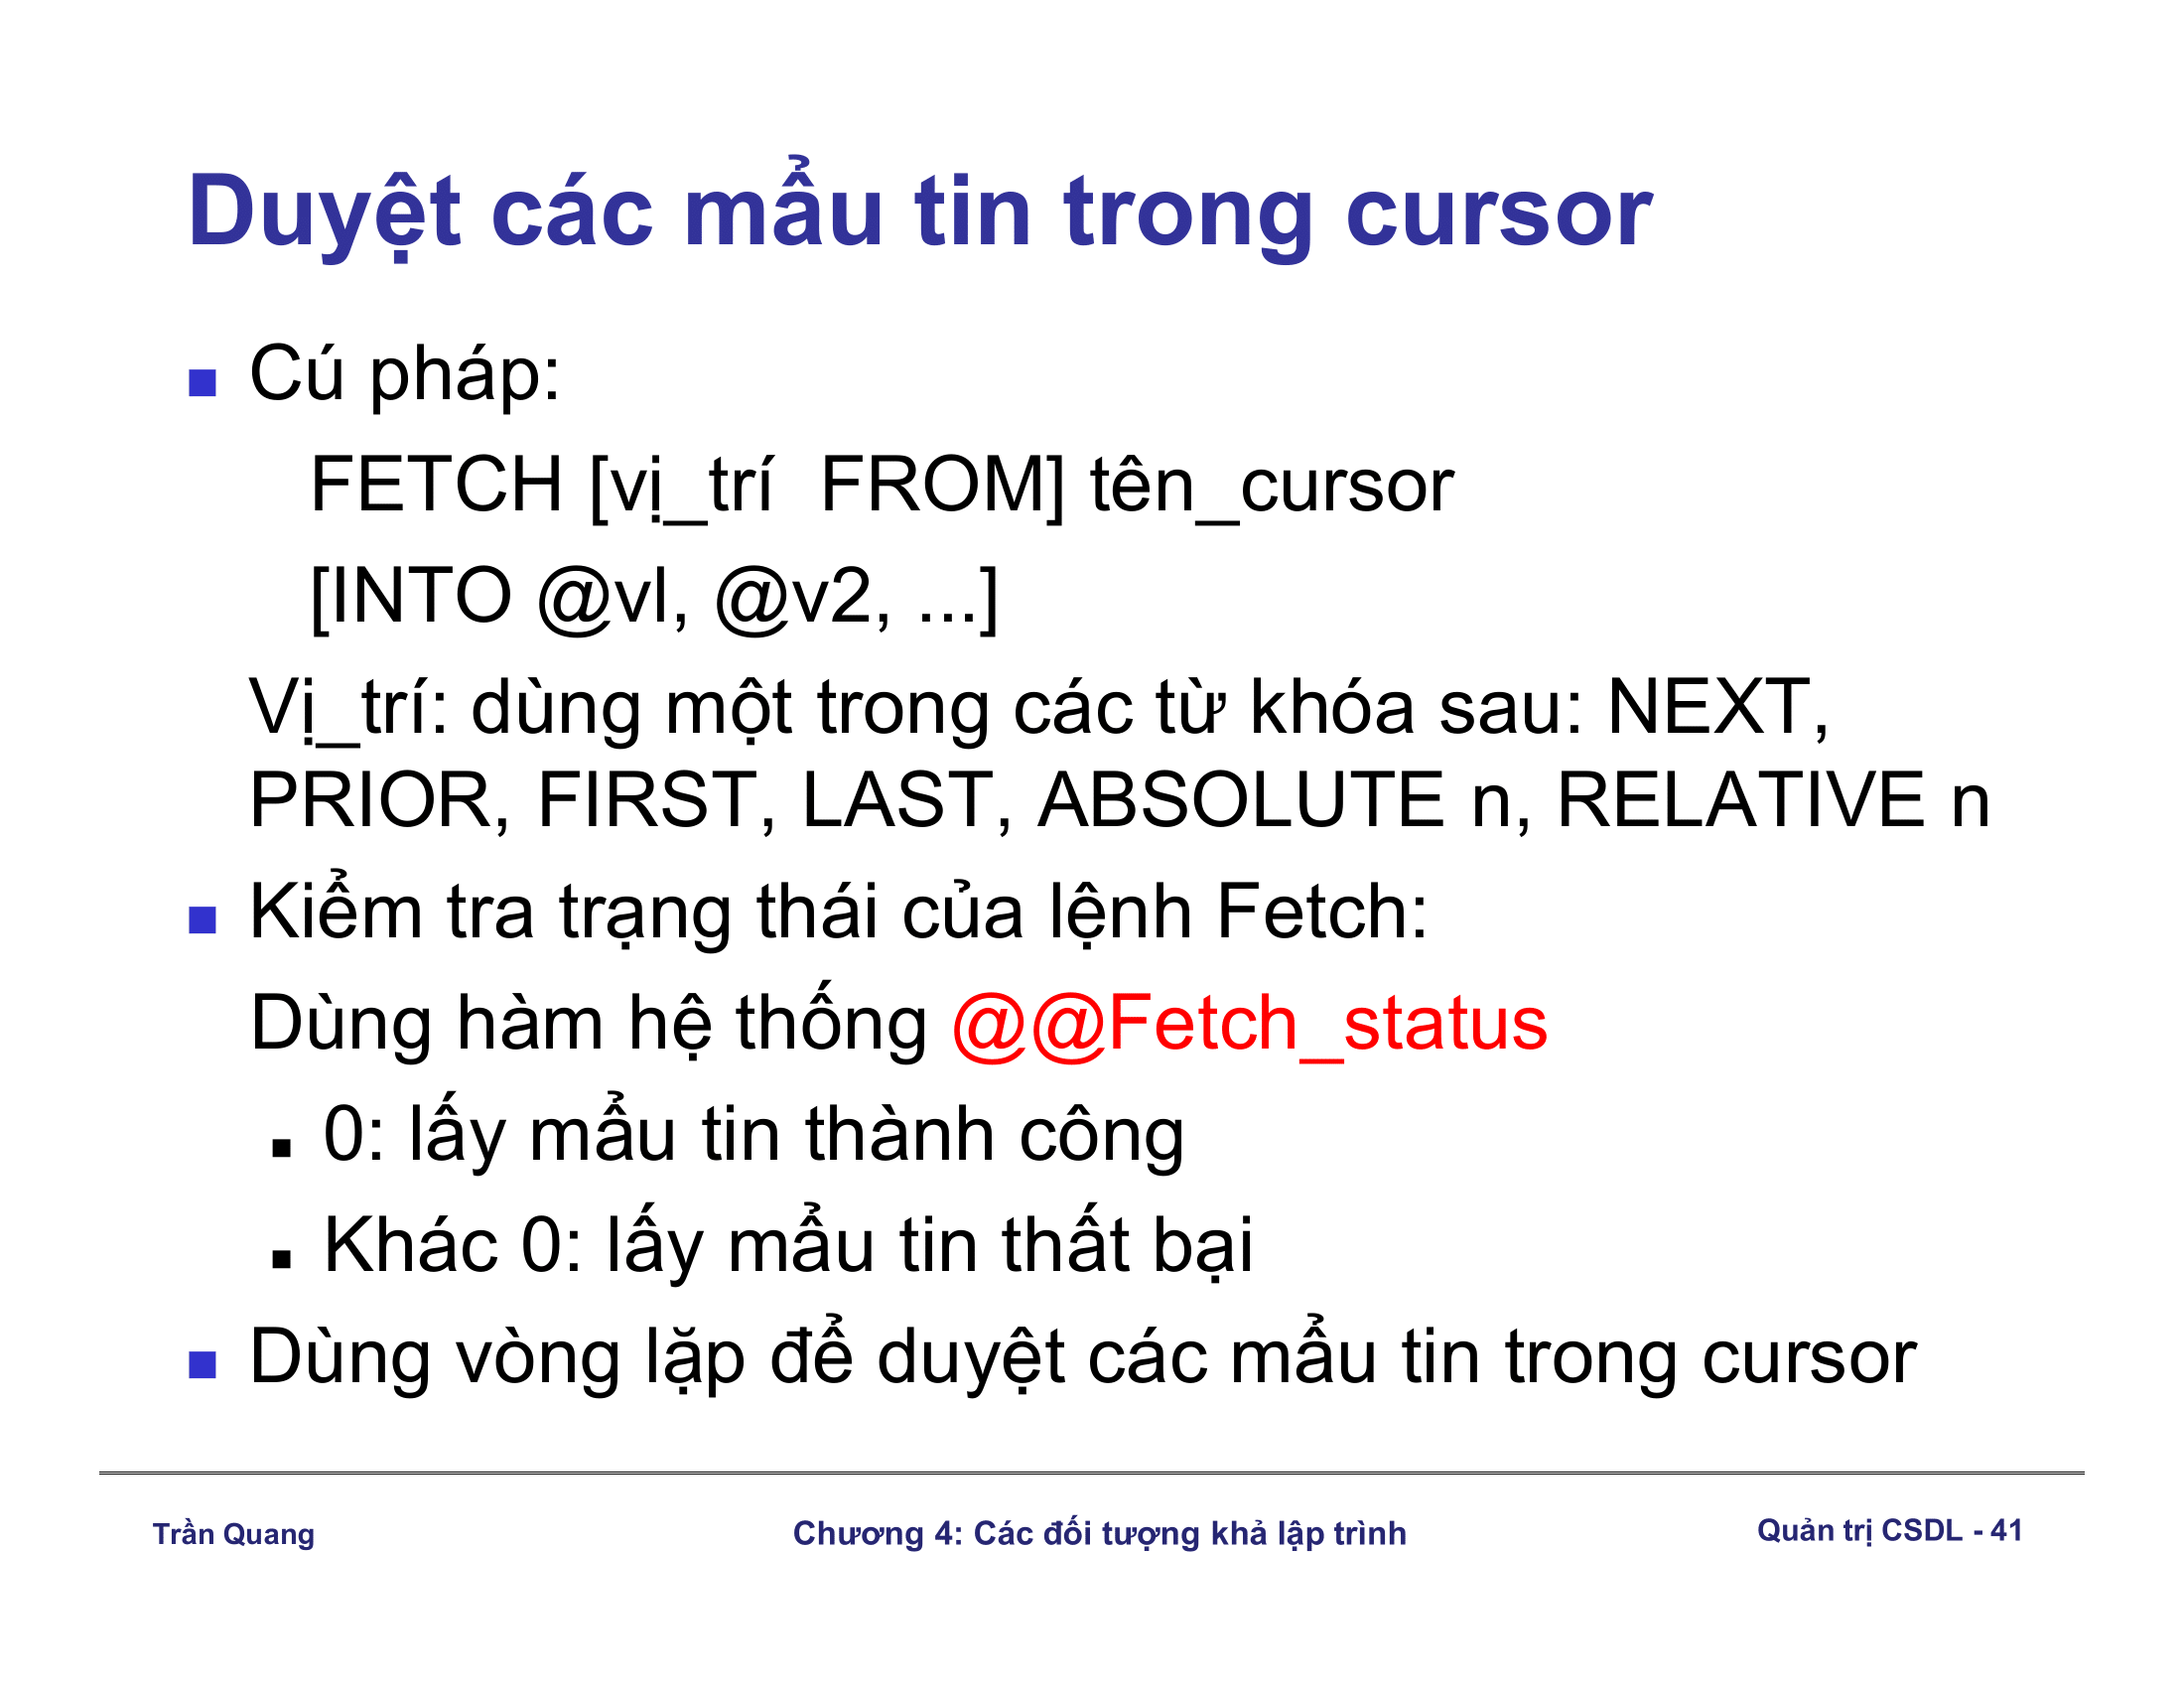 Duyệt các mẩu tin trong cursor
Cú pháp:
FETCH [vị_trí FROM] tên_cursor
[INTO @vl, @v2, ...]
Vị_trí: dùng một trong các từ khóa sau: NEXT,
PRIOR, FIRST, LAST, ABSOLUTE n, RELATIVE n
Kiểm tra trạng thái của lệnh Fetch:
Dùng hàm hệ thống @@Fetch_status
0: lấy mẩu tin thành công
Khác 0: lấy mẩu tin thất bại
Dùng vòng lặp để duyệt các mẩu tin trong cursor
Trần Quang
Chương 4: Các đối tượng khả lập trình
Quản trị CSDL - 41